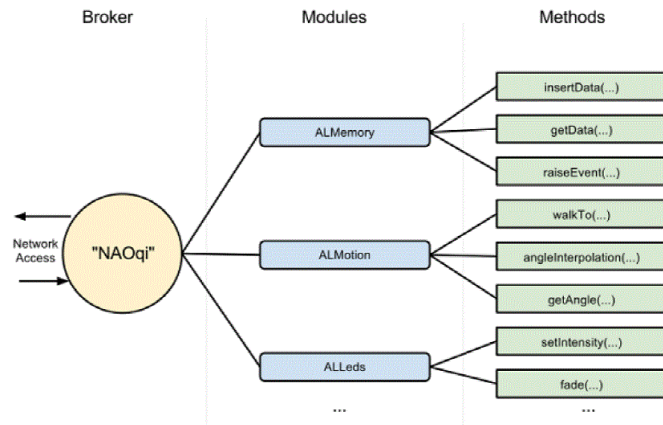 Broker
Modules
Methods
insertData(...)
ALMemory
getData(...)
raiseEvent(...)
walkTo(...)
Network
Access
"NAOqi"
ALMotion
angleInterpolation(...)
getAngle(...)
setIntensity(...)
ALLeds
fade(...)
...
...